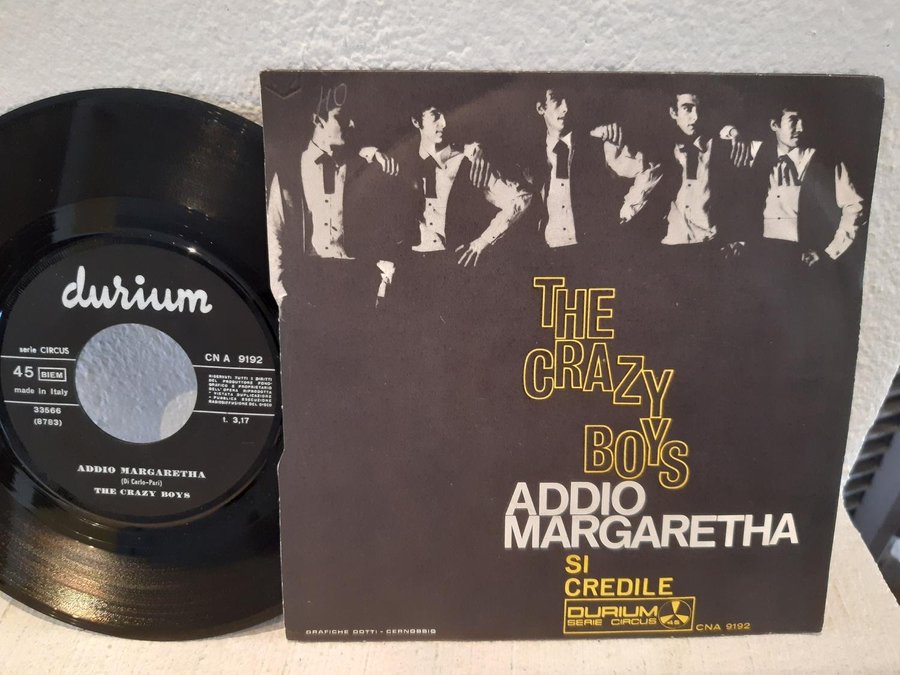 durium
serie CIRCUS
CN A 9192
45 BIEM
made in Italy
33566
(8783)
RISERVATI TUTTI I DIRITTI
DEL PRODUTTORE FONO-
GRAFICO E PROPRIETARIO
DELL'OPERA RIPRODOTTA
- VIETATA DUPLICAZIONE
- PUBBLICA ESECUZIONE
RADIODIFFUSIONE DEL DISCO
t. 3,17
ADDIO MARGARETHA
(Di Carlo-Pari)
THE CRAZY BOYS
THE
CRAZY
BOYS
ADDIO
MARGARETHA
SI
CREDILE
DURIUM
SERIE CIRCUS 45
CNA 9192
GRAFICHE DOTTI - CERNOBBIO